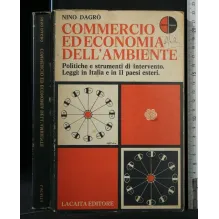 NINO DAGRÒ
COMMERCIO
ED ECONOMIA
DELL'AMBIENTE
Politiche e strumenti di intervento.
Leggi in Italia e in 11 paesi esteri.
LACAITA EDITORE